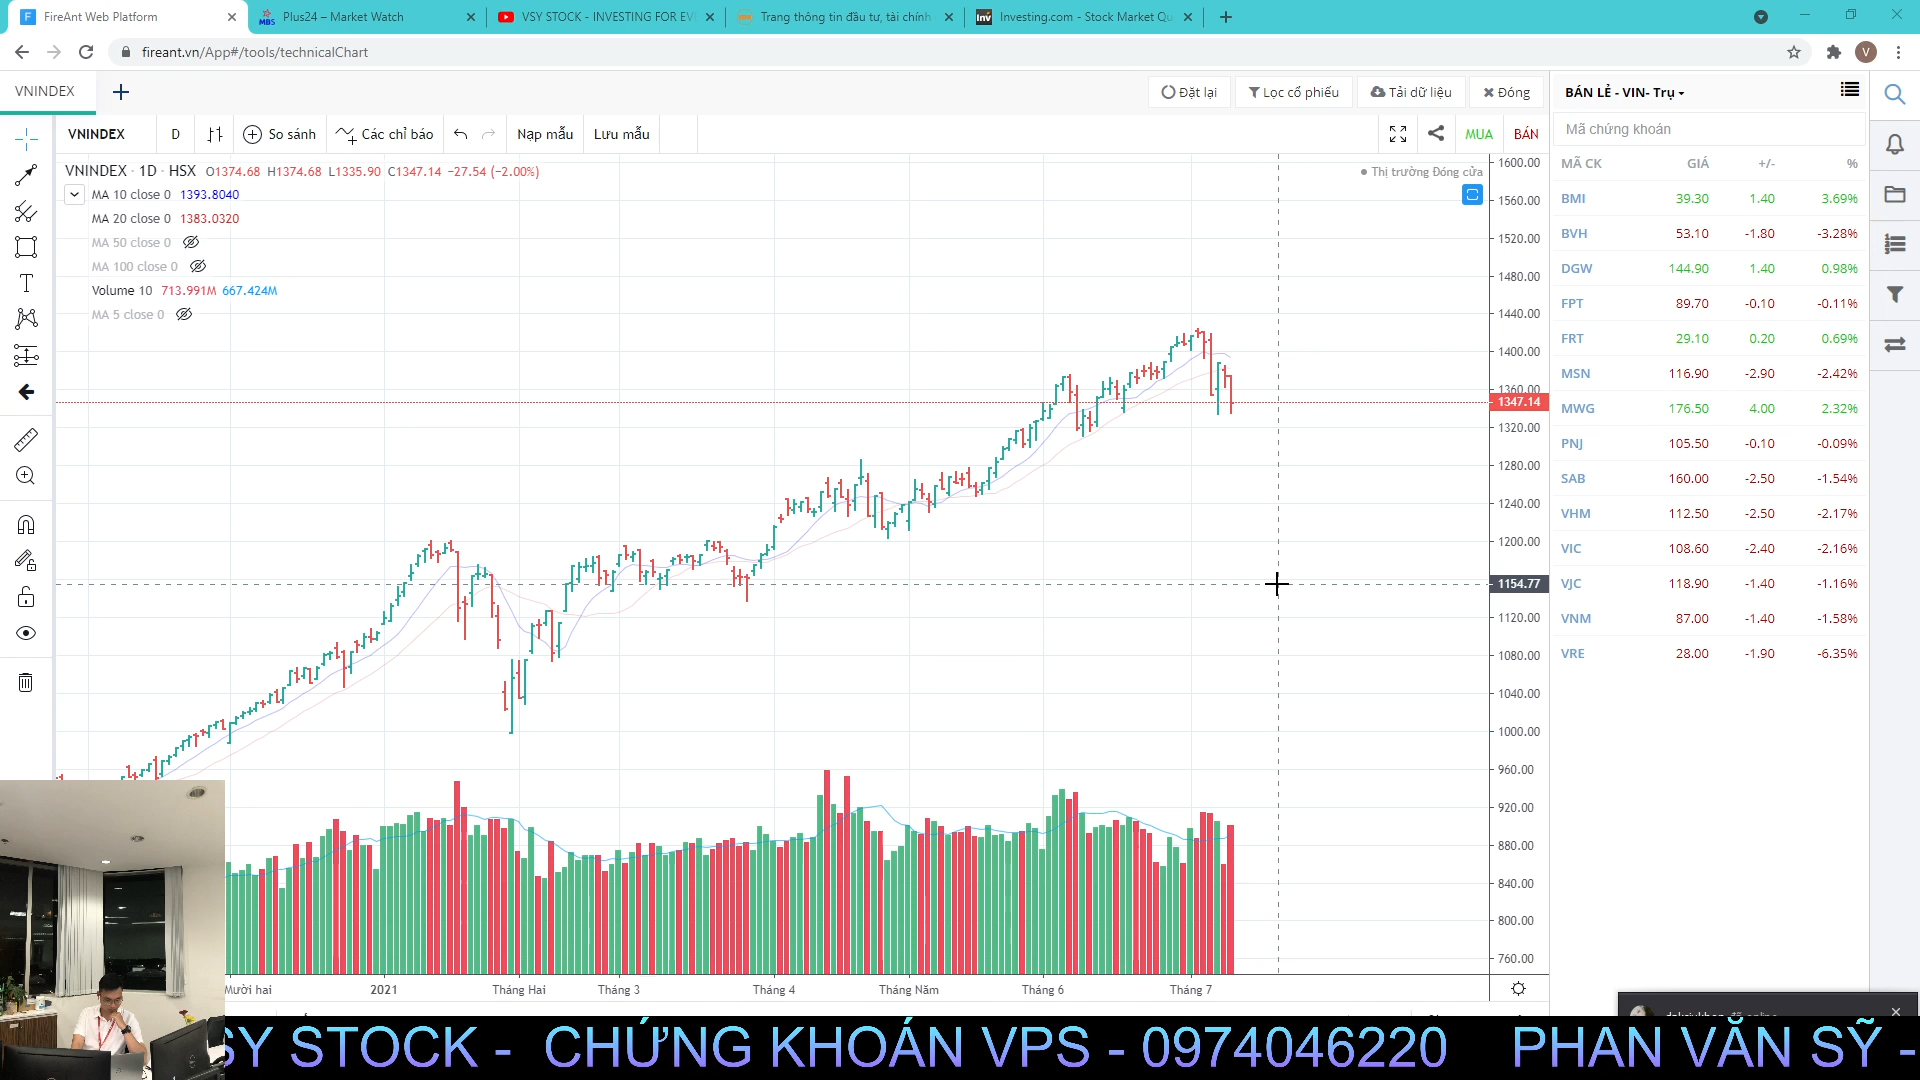 FireAnt Web Platform
Plus24 – Market Watch
VSY STOCK - INVESTING FOR EV
Trang thông tin đầu tư, tài chính
Investing.com - Stock Market Qu
fireant.vn/App#/tools/technicalChart
V
VNINDEX
Đặt lại
Lọc cổ phiếu
Tải dữ liệu
Đóng
VNINDEX
D
So sánh
Các chỉ báo
Nạp mẫu
Lưu mẫu
MUA
BÁN
VNINDEX · 1D · HSX O1374.68 H1374.68 L1335.90 C1347.14 −27.54 (−2.00%)
Thị trường Đóng cửa
MA 10 close 0 1393.8040
MA 20 close 0 1383.0320
MA 50 close 0
MA 100 close 0
Volume 10 713.991M 667.424M
MA 5 close 0
1600.00
1560.00
1520.00
1480.00
1440.00
1400.00
1360.00
1347.14
1320.00
1280.00
1240.00
1200.00
1154.77
1120.00
1080.00
1040.00
1000.00
960.00
920.00
880.00
840.00
800.00
760.00
Mười hai
2021
Tháng Hai
Tháng 3
Tháng 4
Tháng Năm
Tháng 6
Tháng 7
BÁN LẺ - VIN- Trụ
Mã chứng khoán
MÃ CK GIÁ +/- %
BMI 39.30 1.40 3.69%
BVH 53.10 -1.80 -3.28%
DGW 144.90 1.40 0.98%
FPT 89.70 -0.10 -0.11%
FRT 29.10 0.20 0.69%
MSN 116.90 -2.90 -2.42%
MWG 176.50 4.00 2.32%
PNJ 105.50 -0.10 -0.09%
SAB 160.00 -2.50 -1.54%
VHM 112.50 -2.50 -2.17%
VIC 108.60 -2.40 -2.16%
VJC 118.90 -1.40 -1.16%
VNM 87.00 -1.40 -1.58%
VRE 28.00 -1.90 -6.35%
SY STOCK - CHỨNG KHOÁN VPS - 0974046220 PHAN VĂN SỸ -